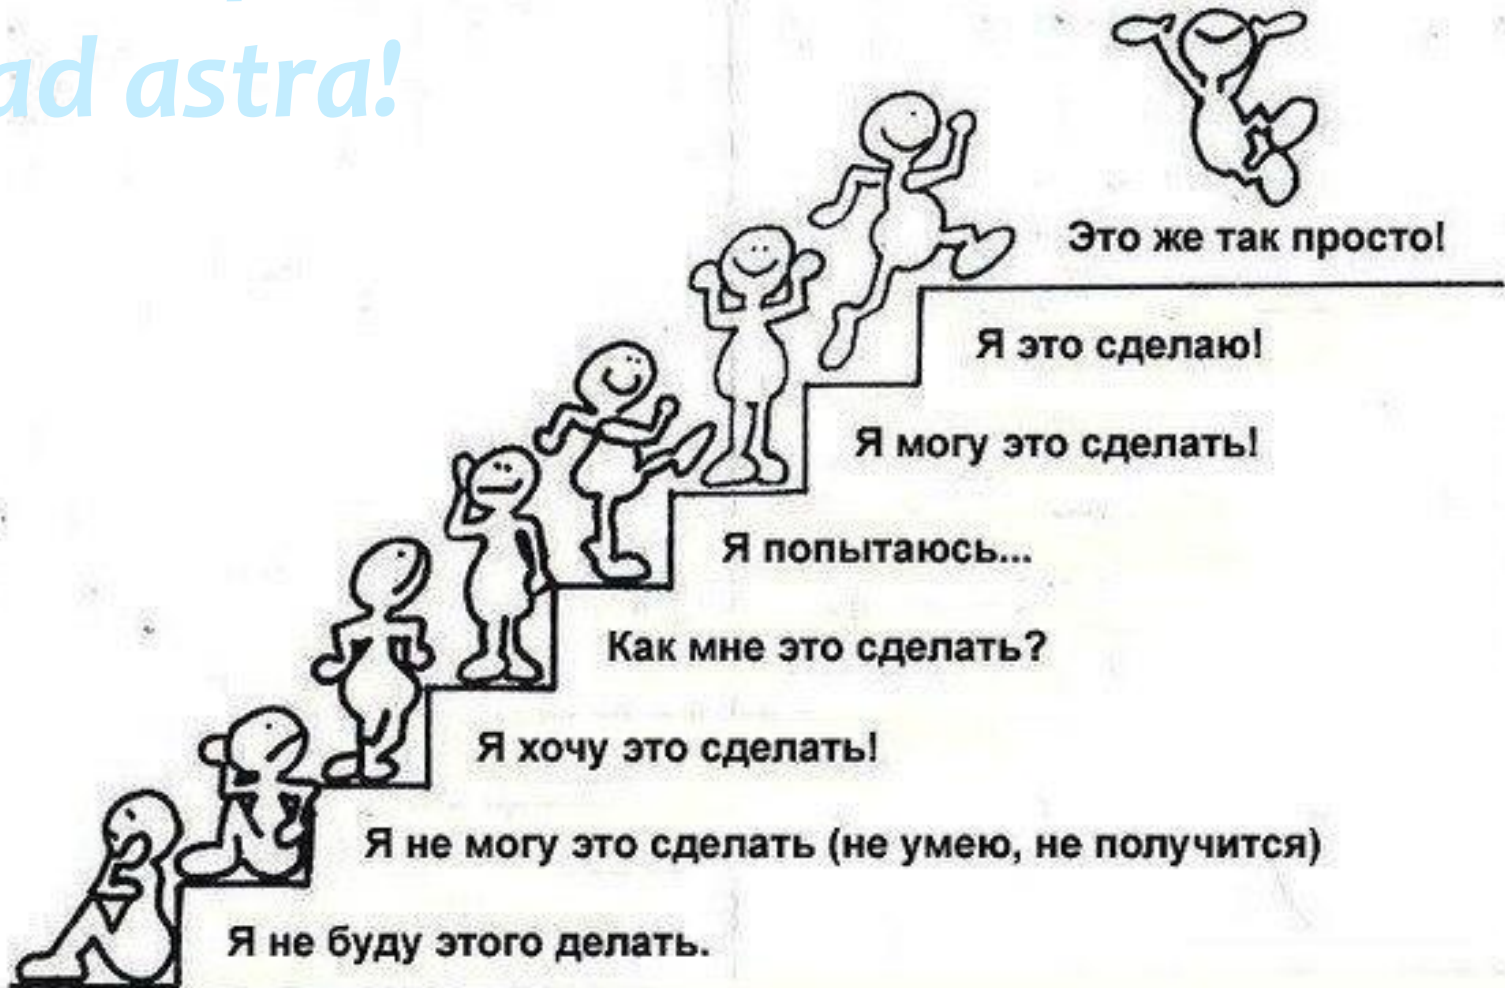 ad astra!
Это же так просто!
Я это сделаю!
Я могу это сделать!
Я попытаюсь...
Как мне это сделать?
Я хочу это сделать!
Я не могу это сделать (не умею, не получится)
Я не буду этого делать.